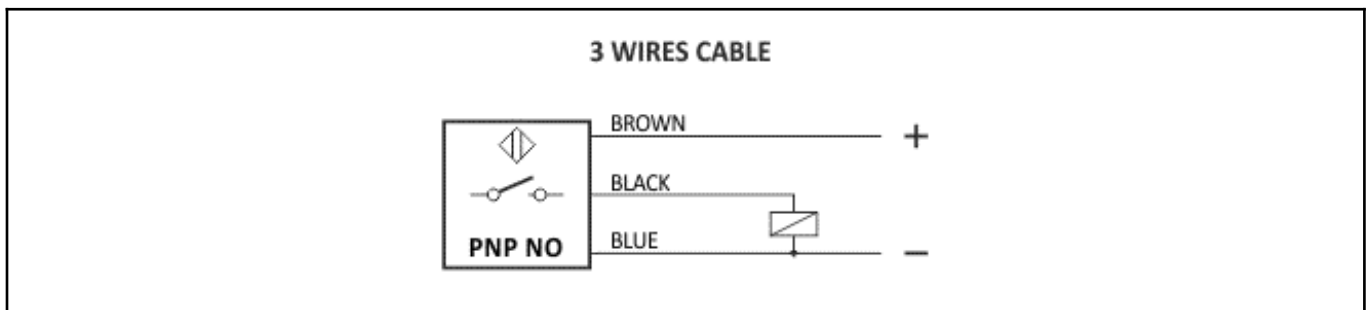 3 WIRES CABLE
BROWN
+
BLACK
BLUE
−
PNP NO